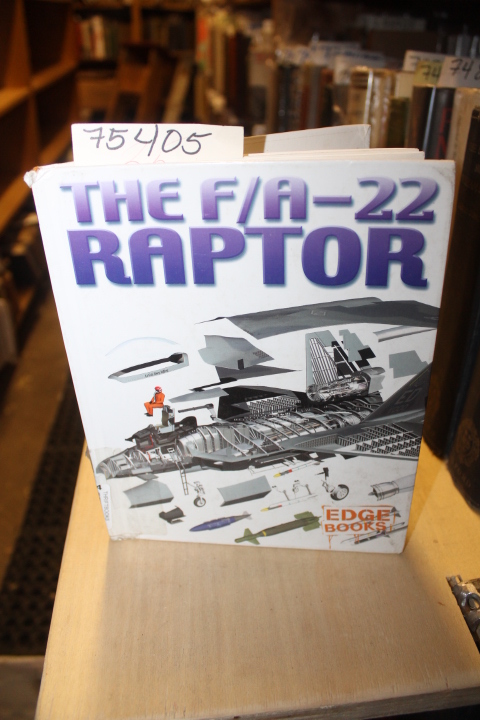 75405
THE F/A-22
RAPTOR
EDGE
BOOKS